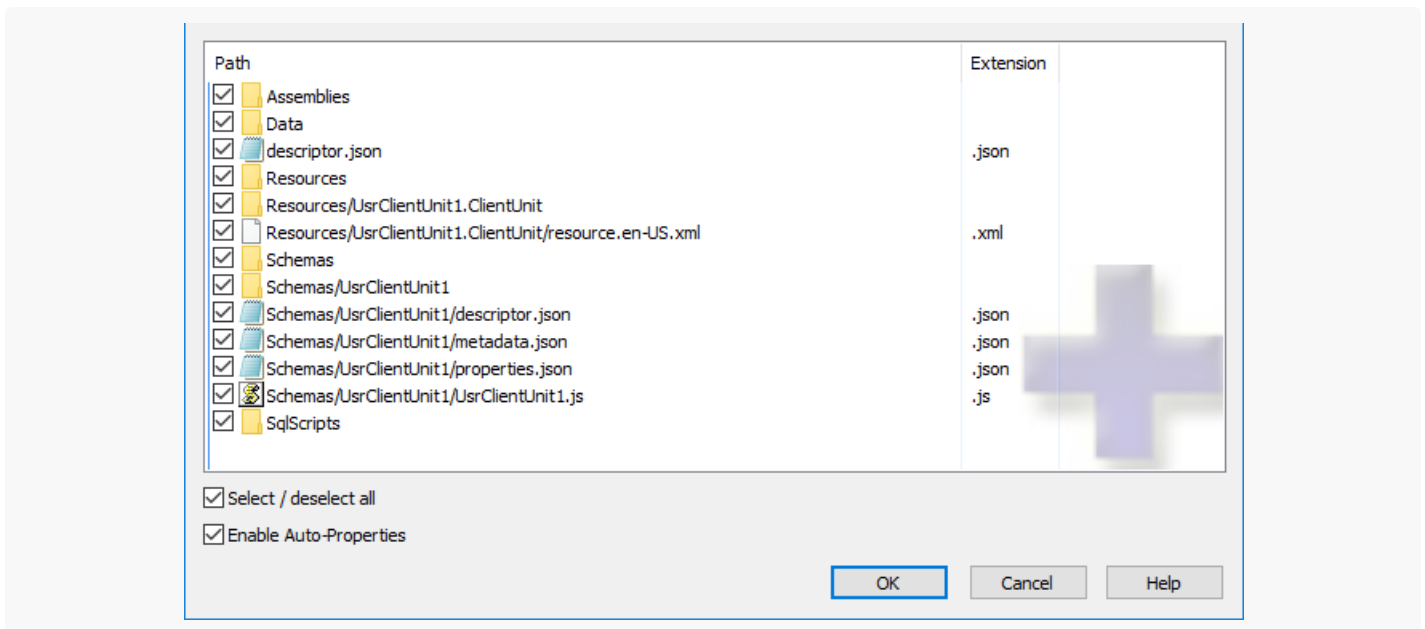 Path Extension
Assemblies
Data
descriptor.json .json
Resources
Resources/UsrClientUnit1.ClientUnit
Resources/UsrClientUnit1.ClientUnit/resource.en-US.xml .xml
Schemas
Schemas/UsrClientUnit1
Schemas/UsrClientUnit1/descriptor.json .json
Schemas/UsrClientUnit1/metadata.json .json
Schemas/UsrClientUnit1/properties.json .json
Schemas/UsrClientUnit1/UsrClientUnit1.js .js
SqlScripts
Select / deselect all
Enable Auto-Properties
OK Cancel Help